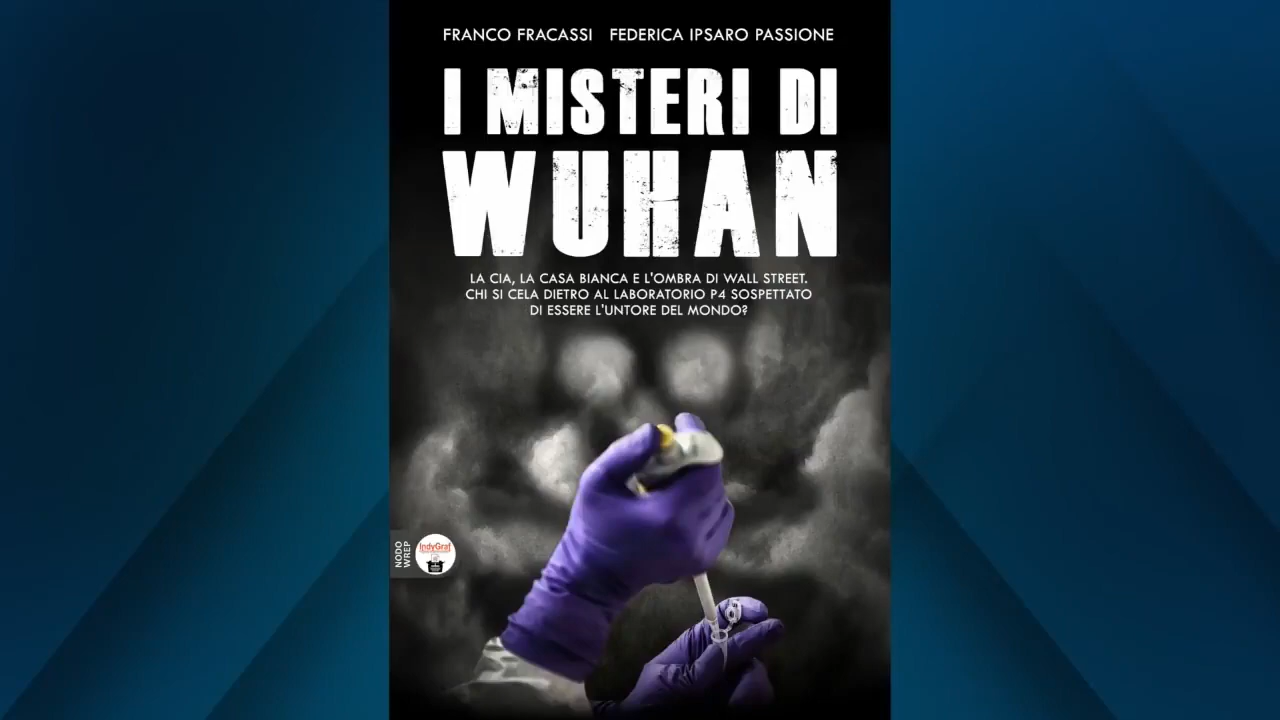 FRANCO FRACASSI FEDERICA IPSARO PASSIONE
I MISTERI DI
WUHAN
LA CIA, LA CASA BIANCA E L'OMBRA DI WALL STREET.
CHI SI CELA DIETRO AL LABORATORIO P4 SOSPETTATO
DI ESSERE L'UNTORE DEL MONDO?
NODO
WREP
IndyGraf